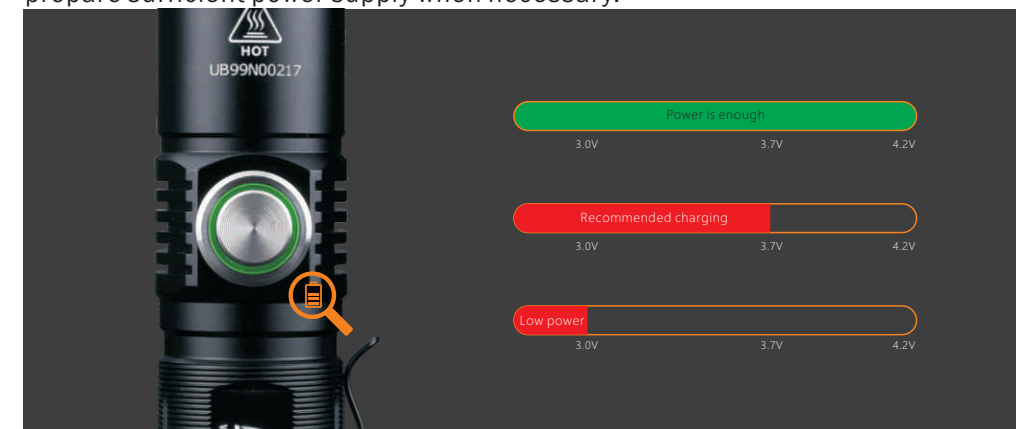 prepare sufficient power supply when necessary.
HOT
UB99N00217
Power is enough
3.0V 3.7V 4.2V
Recommended charging
3.0V 3.7V 4.2V
Low power
3.0V 3.7V 4.2V